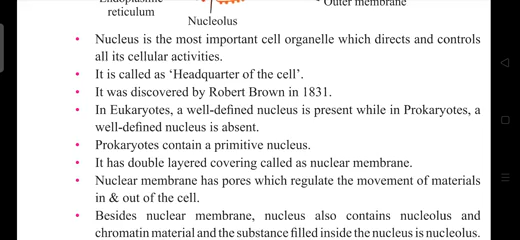 Endoplasmic
reticulum
Outer membrane
Nucleolus
• Nucleus is the most important cell organelle which directs and controls
all its cellular activities.
• It is called as ‘Headquarter of the cell’.
• It was discovered by Robert Brown in 1831.
• In Eukaryotes, a well-defined nucleus is present while in Prokaryotes, a
well-defined nucleus is absent.
• Prokaryotes contain a primitive nucleus.
• It has double layered covering called as nuclear membrane.
• Nuclear membrane has pores which regulate the movement of materials
in & out of the cell.
• Besides nuclear membrane, nucleus also contains nucleolus and
chromatin material and the substance filled inside the nucleus is nucleolus.